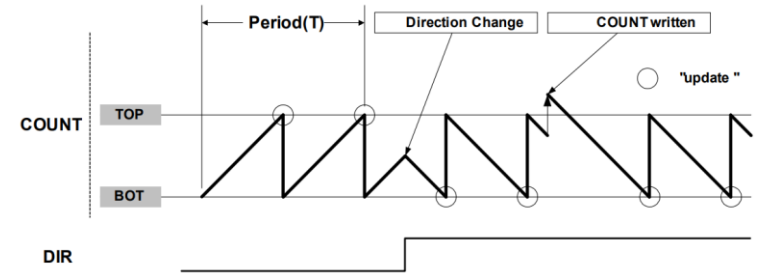 Period(T)
Direction Change
COUNT written
"update "
COUNT
TOP
BOT
DIR